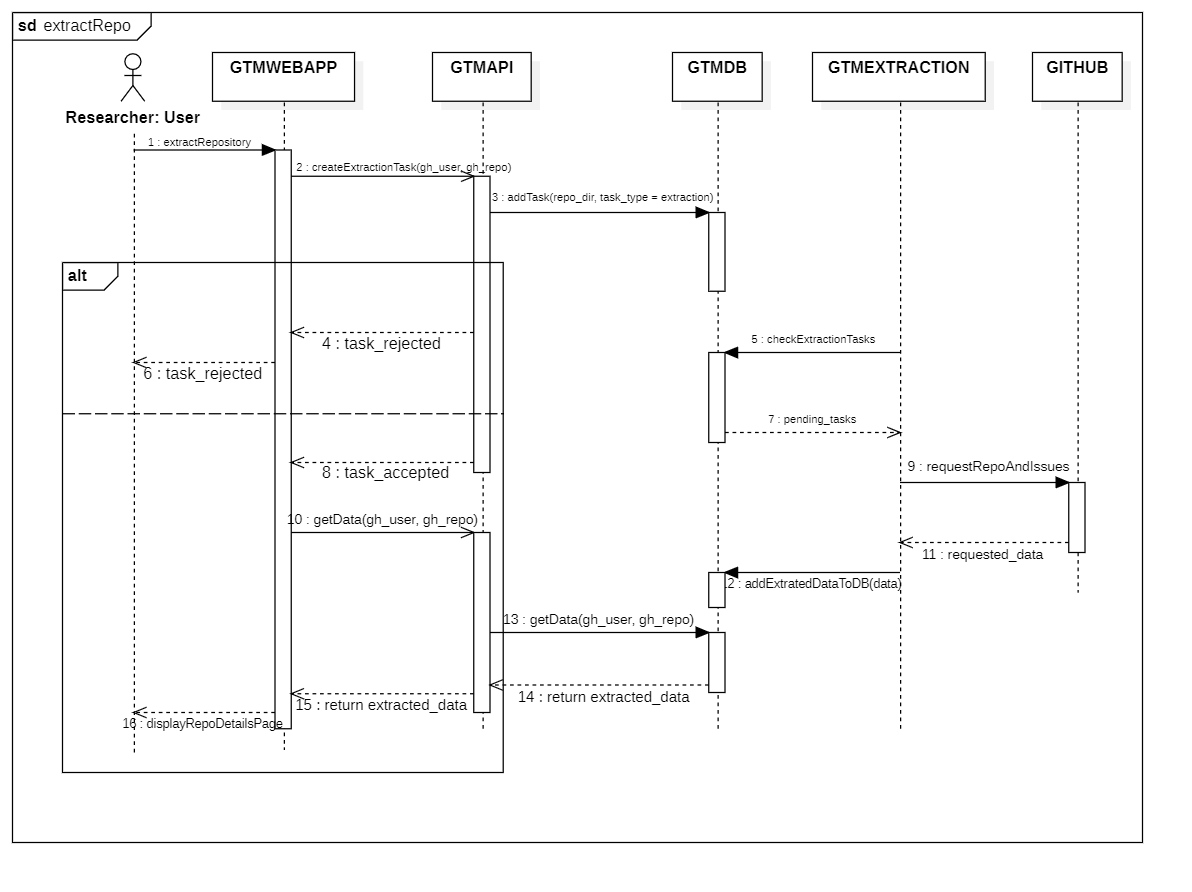 sd extractRepo
GTMWEBAPP
GTMAPI
GTMDB
GTMEXTRACTION
GITHUB
Researcher: User
1 : extractRepository
2 : createExtractionTask(gh_user, gh_repo)
3 : addTask(repo_dir, task_type = extraction)
alt
4 : task_rejected
5 : checkExtractionTasks
6 : task_rejected
7 : pending_tasks
8 : task_accepted
9 : requestRepoAndIssues
10 : getData(gh_user, gh_repo)
11 : requested_data
12 : addExtratedDataToDB(data)
13 : getData(gh_user, gh_repo)
14 : return extracted_data
15 : return extracted_data
16 : displayRepoDetailsPage